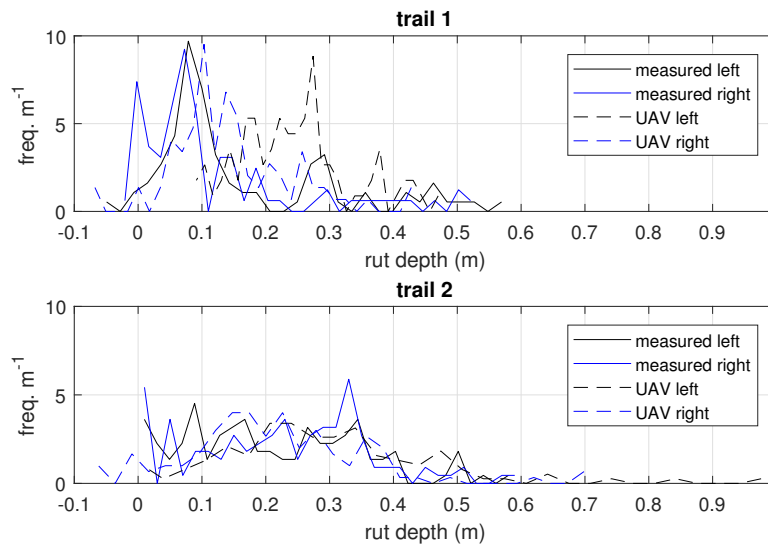 trail 1
10
5
0
freq. m-1
measured left
measured right
UAV left
UAV right
-0.1 0 0.1 0.2 0.3 0.4 0.5 0.6 0.7 0.8 0.9
rut depth (m)
trail 2
10
5
0
freq. m-1
measured left
measured right
UAV left
UAV right
-0.1 0 0.1 0.2 0.3 0.4 0.5 0.6 0.7 0.8 0.9
rut depth (m)